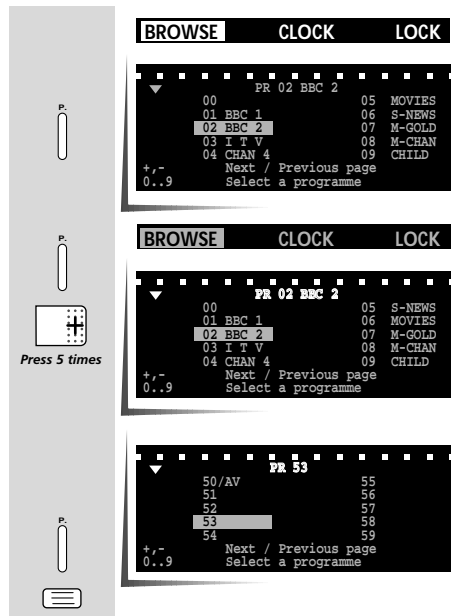 BROWSE CLOCK LOCK
P.
PR 02 BBC 2
00 05 MOVIES
01 BBC 1 06 S-NEWS
02 BBC 2 07 M-GOLD
03 I T V 08 M-CHAN
04 CHAN 4 09 CHILD
+,- Next / Previous page
0..9 Select a programme
P.
BROWSE CLOCK LOCK
+
Press 5 times
PR 02 BBC 2
00 05 S-NEWS
01 BBC 1 06 MOVIES
02 BBC 2 07 M-GOLD
03 I T V 08 M-CHAN
04 CHAN 4 09 CHILD
+,- Next / Previous page
0..9 Select a programme
P.
PR 53
50/AV 55
51 56
52 57
53 58
54 59
+,- Next / Previous page
0..9 Select a programme